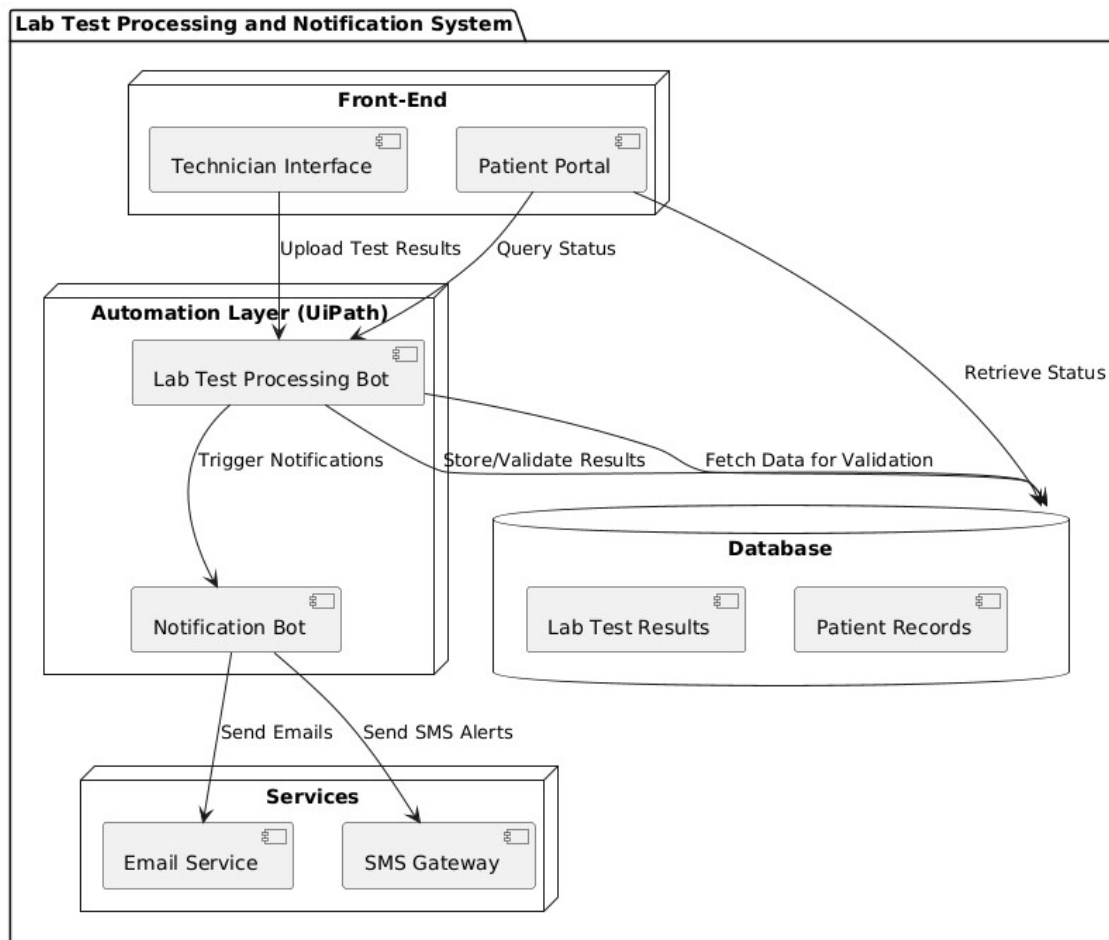 Lab Test Processing and Notification System
Front-End
Technician Interface
Patient Portal
Upload Test Results
Query Status
Automation Layer (UiPath)
Lab Test Processing Bot
Retrieve Status
Trigger Notifications
Store/Validate Results
Fetch Data for Validation
Database
Notification Bot
Lab Test Results
Patient Records
Send Emails
Send SMS Alerts
Services
Email Service
SMS Gateway